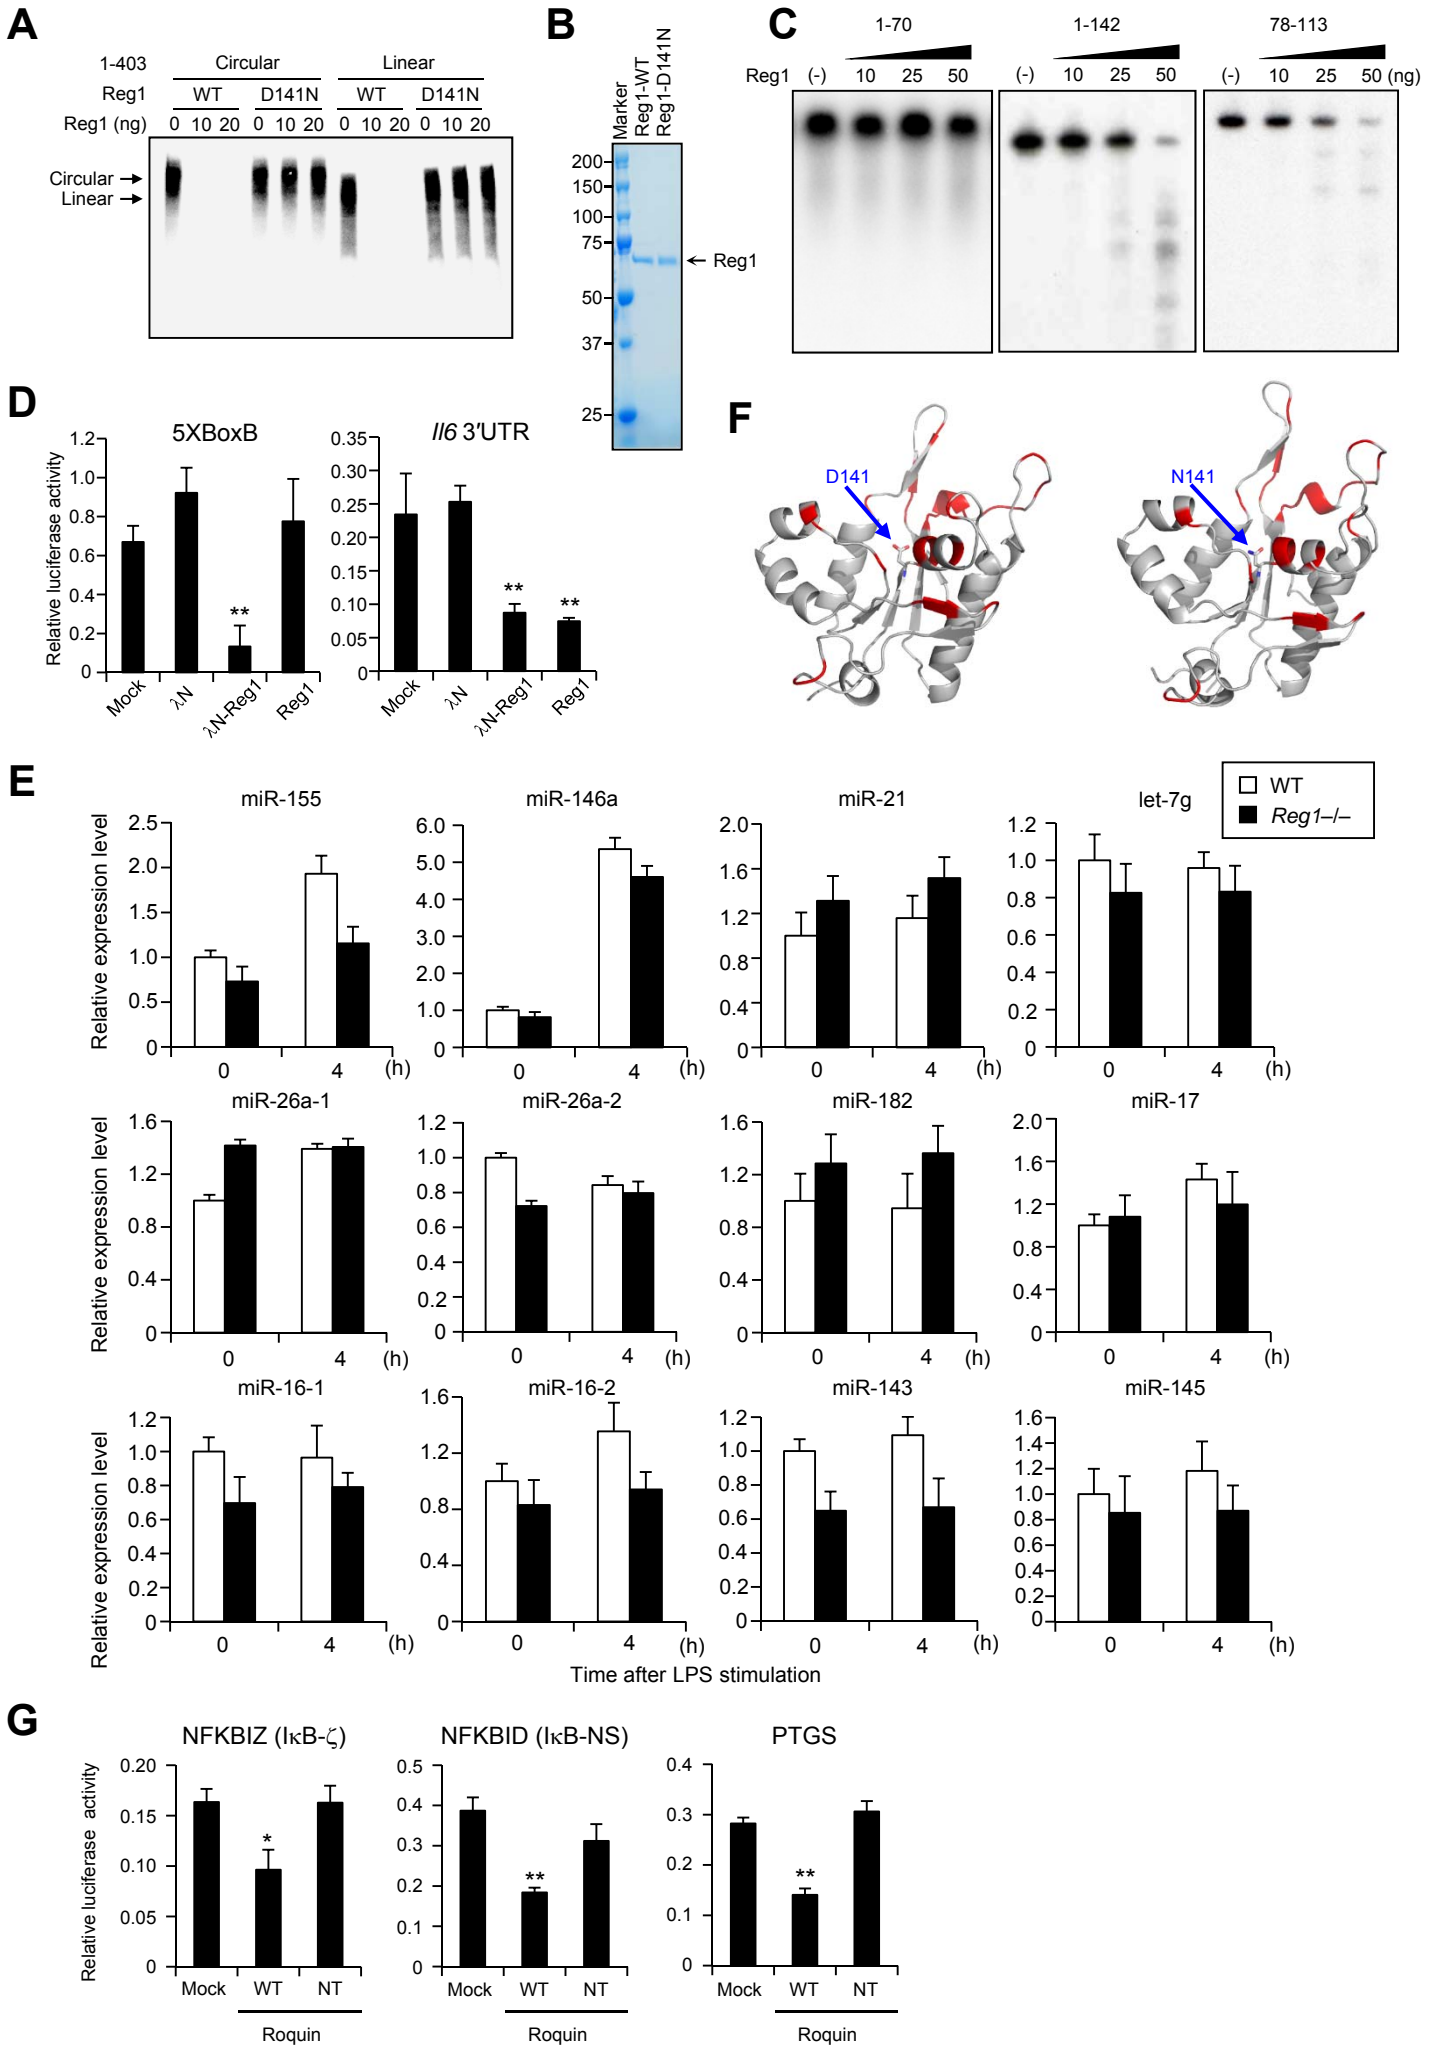 A
1-403 Circular Linear
Reg1 WT D141N WT D141N
Reg1 (ng) 0 10 20 0 10 20 0 10 20 0 10 20
Circular
Linear
B
Marker
Reg1-WT
Reg1-D141N
200
150
100
75
50
37
25
Reg1
C
1-70 1-142 78-113
Reg1 (-) 10 25 50 (-) 10 25 50 (-) 10 25 50 (ng)
D
5XBoxB
Relative luciferase activity
1.2
1.0
0.8
0.6
0.4
0.2
0
**
Mock λN λN-Reg1 Reg1
Il6 3′UTR
0.35
0.30
0.25
0.20
0.15
0.10
0.05
0
** **
Mock λN λN-Reg1 Reg1
F
D141
N141
E
WT
Reg1–/–
miR-155
Relative expression level
2.5
2.0
1.5
1.0
0.5
0
0 4 (h)
miR-146a
6.0
5.0
4.0
3.0
2.0
1.0
0
0 4 (h)
miR-21
2.0
1.6
1.2
0.8
0.4
0
0 4 (h)
let-7g
1.2
1.0
0.8
0.6
0.4
0.2
0
0 4 (h)
miR-26a-1
Relative expression level
1.6
1.2
0.8
0.4
0
0 4 (h)
miR-26a-2
1.2
1.0
0.8
0.6
0.4
0.2
0
0 4 (h)
miR-182
1.6
1.2
0.8
0.4
0
0 4 (h)
miR-17
2.0
1.6
1.2
0.8
0.4
0
0 4 (h)
miR-16-1
Relative expression level
1.2
1.0
0.8
0.6
0.4
0.2
0
0 4 (h)
miR-16-2
1.6
1.2
0.8
0.4
0
0 4 (h)
miR-143
1.2
1.0
0.8
0.6
0.4
0.2
0
0 4 (h)
miR-145
1.6
1.4
1.2
1.0
0.8
0.6
0.4
0.2
0
0 4 (h)
Time after LPS stimulation
G
NFKBIZ (IκB-ζ)
Relative luciferase activity
0.20
0.15
0.10
0.05
0
*
Mock WT NT
Roquin
NFKBID (IκB-NS)
0.5
0.4
0.3
0.2
0.1
0
**
Mock WT NT
Roquin
PTGS
0.4
0.3
0.2
0.1
0
**
Mock WT NT
Roquin